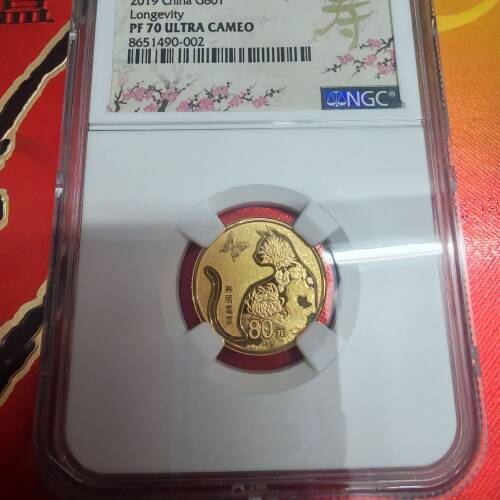 2019 China G80Y
Longevity
PF 70 ULTRA CAMEO
8651490-002
寿
NGC®
80元